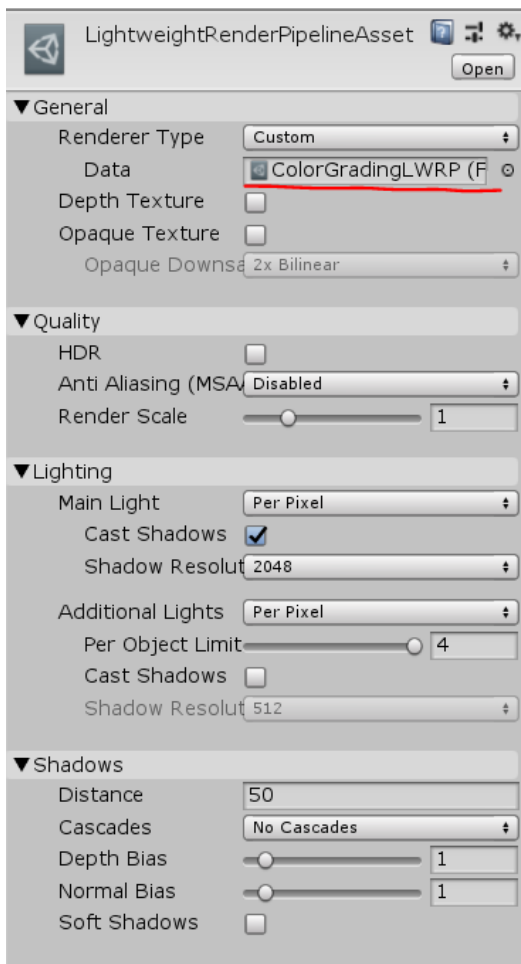 LightweightRenderPipelineAsset
Open
General
Renderer Type Custom
Data ColorGradingLWRP (F
Depth Texture
Opaque Texture
Opaque Downsa 2x Bilinear
Quality
HDR
Anti Aliasing (MSA Disabled
Render Scale 1
Lighting
Main Light Per Pixel
Cast Shadows
Shadow Resolut 2048
Additional Lights Per Pixel
Per Object Limit 4
Cast Shadows
Shadow Resolut 512
Shadows
Distance 50
Cascades No Cascades
Depth Bias 1
Normal Bias 1
Soft Shadows